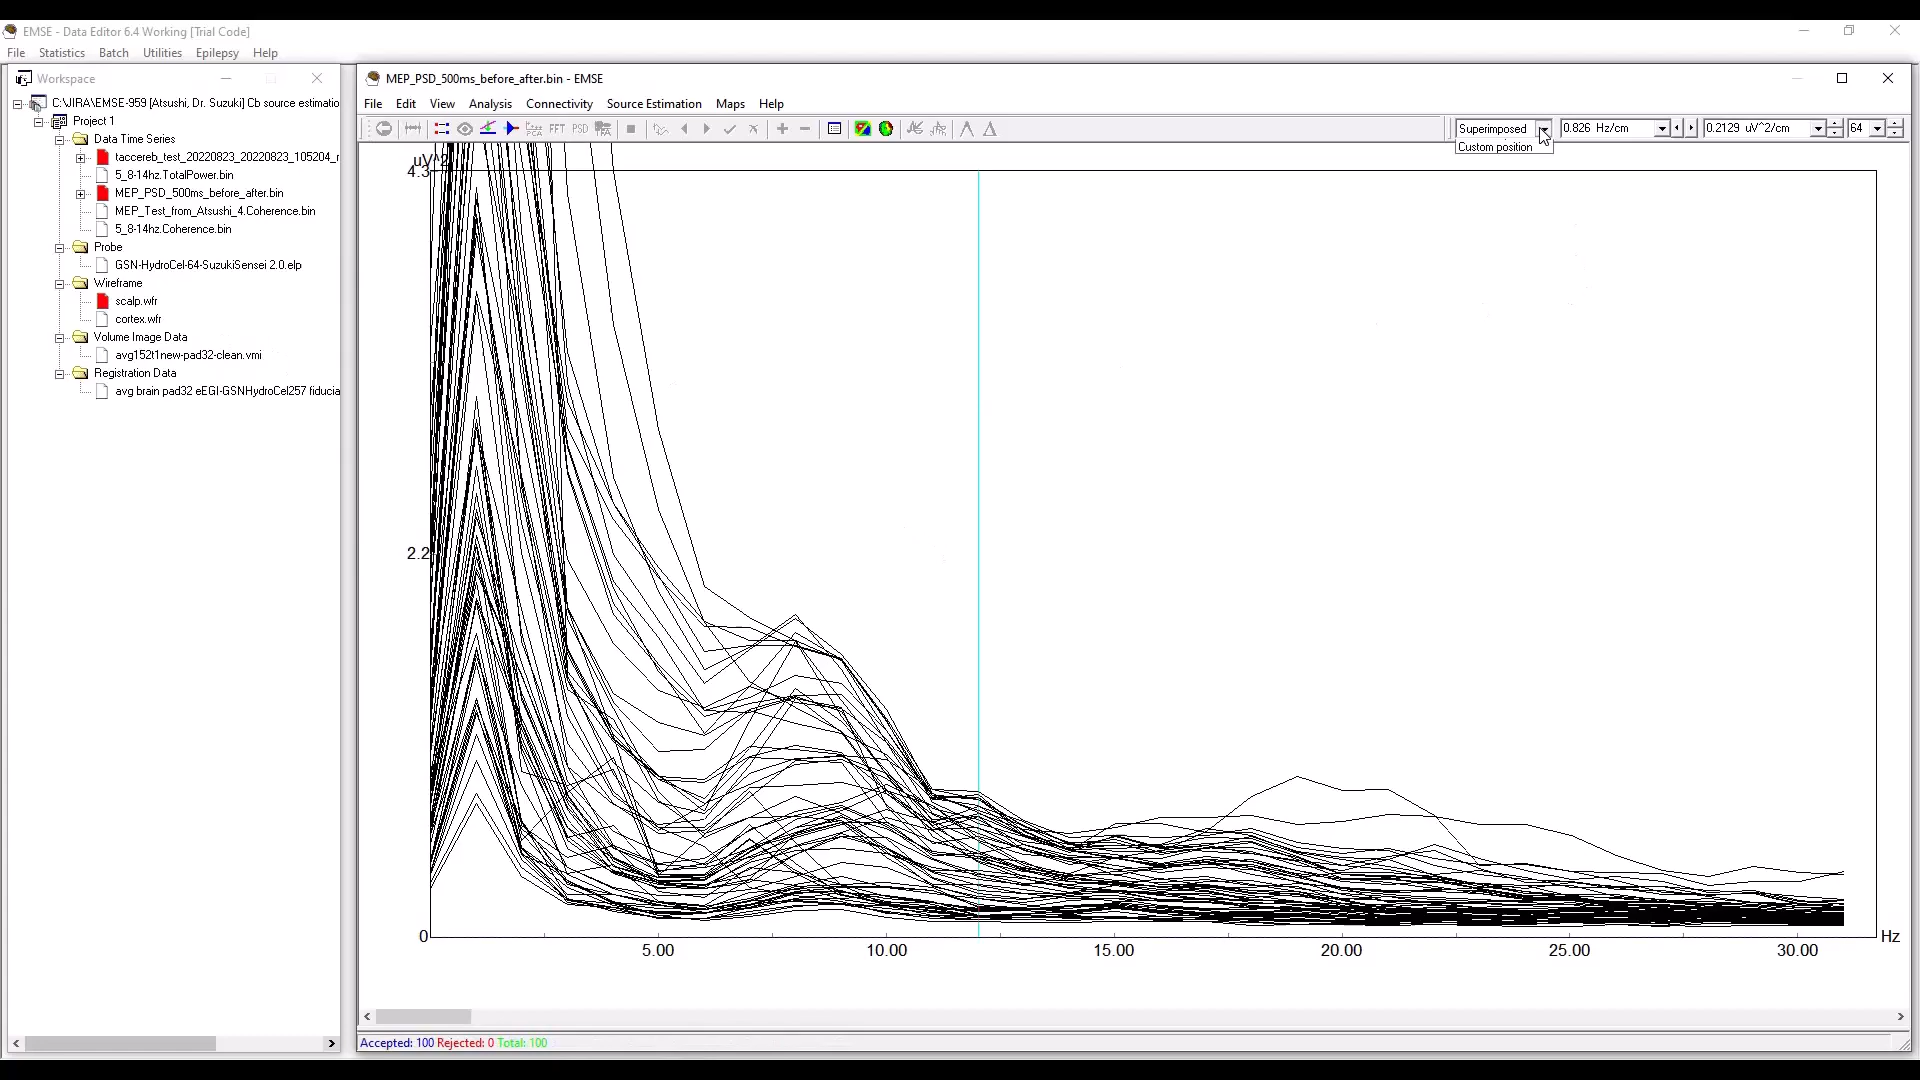 EMSE - Data Editor 6.4 Working [Trial Code]
File Statistics Batch Utilities Epilepsy Help
Workspace
C:\JIRA\EMSE-959 [Atsushi, Dr. Suzuki] Cb source estimatio
Project 1
Data Time Series
taccereb_test_20220823_20220823_105204_r
5_8-14hz.TotalPower.bin
MEP_PSD_500ms_before_after.bin
MEP_Test_from_Atsushi_4.Coherence.bin
5_8-14hz.Coherence.bin
Probe
GSN-HydroCel-64-SuzukiSensei 2.0.elp
Wireframe
scalp.wfr
cortex.wfr
Volume Image Data
avg152t1new-pad32-clean.vmi
Registration Data
avg brain pad32 eEGI-GSNHydroCel257 fiducia
MEP_PSD_500ms_before_after.bin - EMSE
File Edit View Analysis Connectivity Source Estimation Maps Help
PCA FFT PSD Superimposed 0.826 Hz/cm 0.2129 uV^2/cm 64
Custom position
uV^2
4.3
2.2
0
5.00 10.00 15.00 20.00 25.00 30.00
Hz
Accepted: 100 Rejected: 0 Total: 100